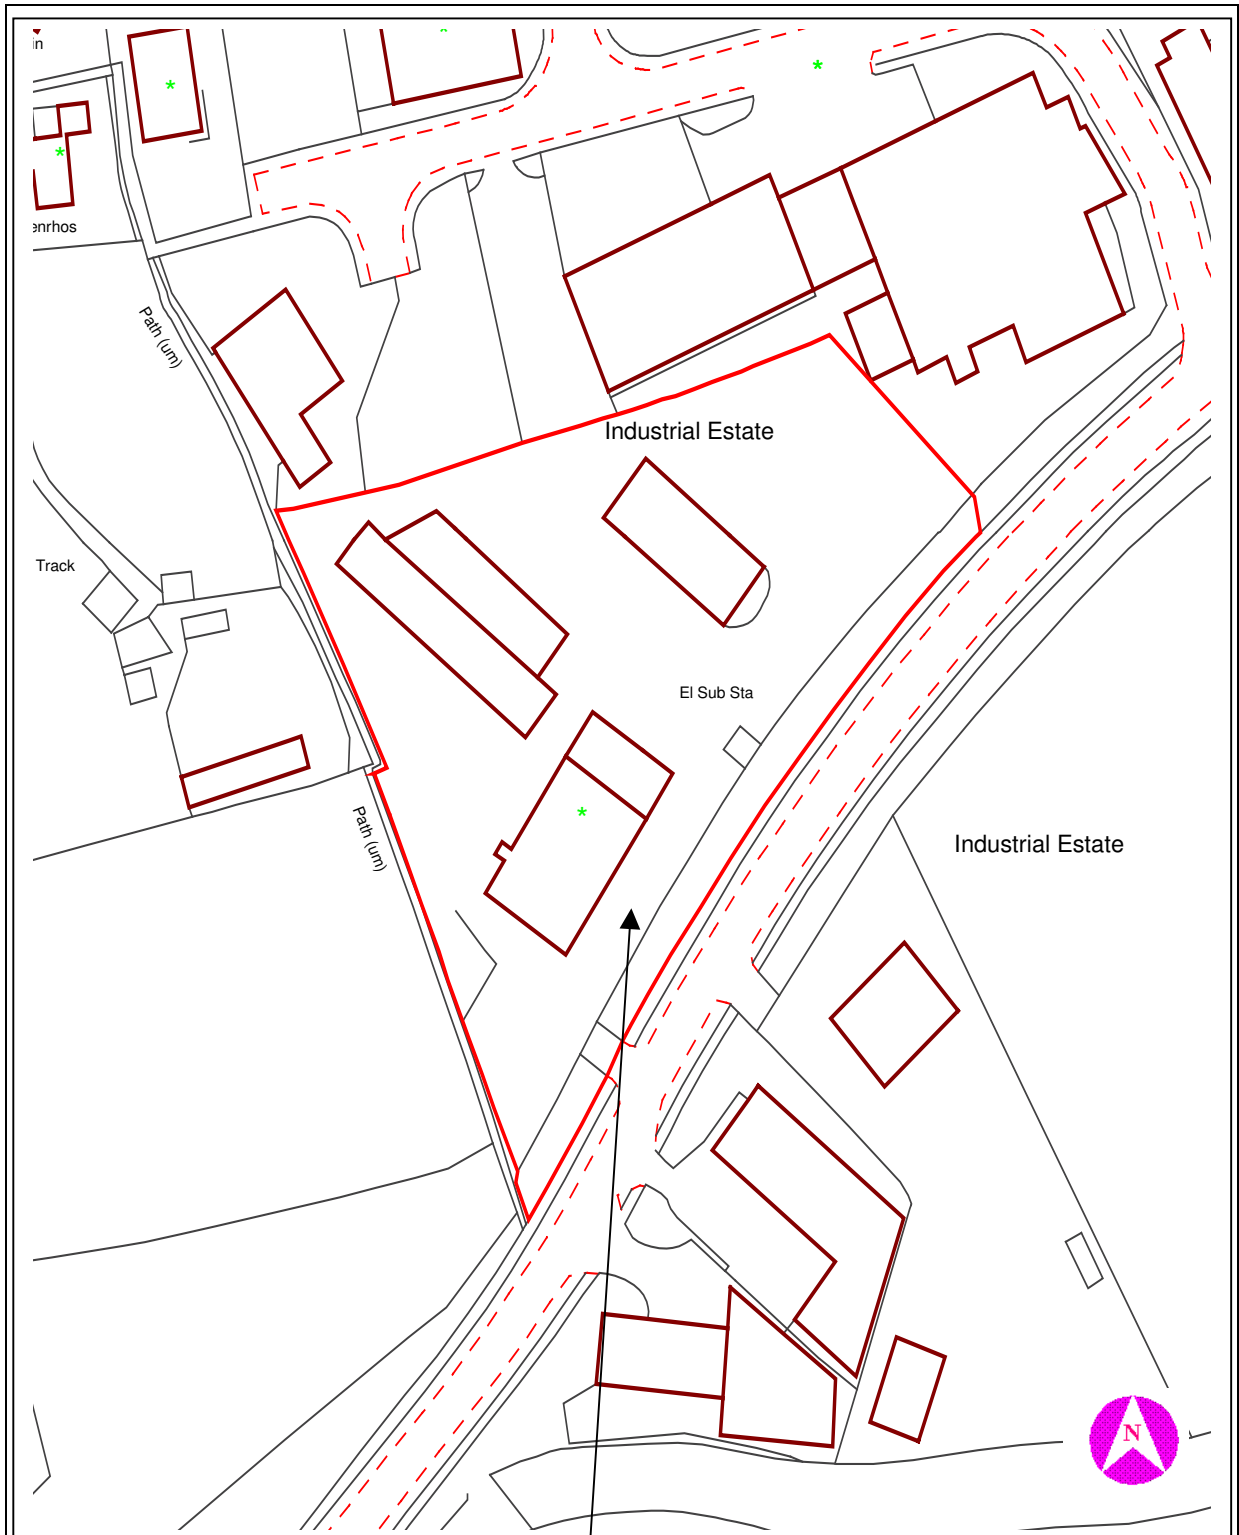 in
enrhos
Path (um)
Industrial Estate
Track
El Sub Sta
Path (um)
Industrial Estate
N